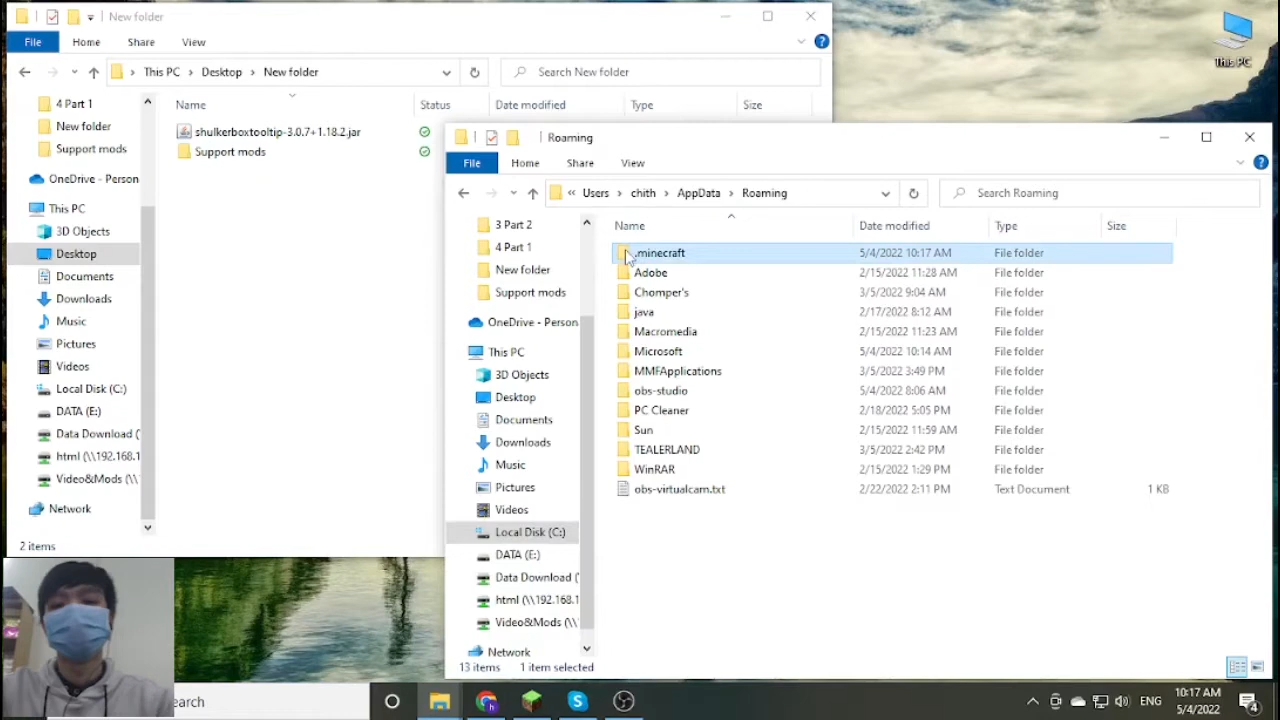 New folder
File Home Share View
This PC Desktop New folder
Search New folder
Name Status Date modified Type Size
4 Part 1
New folder
Support mods
OneDrive - Person
This PC
3D Objects
Desktop
Documents
Downloads
Music
Pictures
Videos
Local Disk (C:)
DATA (E:)
Data Download (
html (\\192.168.1
Video&Mods (\\
Network
shulkerboxtooltip-3.0.7+1.18.2.jar
Support mods
2 items
This PC
Roaming
File Home Share View
« Users chith AppData Roaming
Search Roaming
Name Date modified Type Size
3 Part 2
4 Part 1
New folder
Support mods
OneDrive - Person
This PC
3D Objects
Desktop
Documents
Downloads
Music
Pictures
Videos
Local Disk (C:)
DATA (E:)
Data Download ('
html (\\192.168.1
Video&Mods (\\
Network
.minecraft 5/4/2022 10:17 AM File folder
Adobe 2/15/2022 11:28 AM File folder
Chomper's 3/5/2022 9:04 AM File folder
java 2/17/2022 8:12 AM File folder
Macromedia 2/15/2022 11:23 AM File folder
Microsoft 5/4/2022 10:14 AM File folder
MMFApplications 3/5/2022 3:49 PM File folder
obs-studio 5/4/2022 8:06 AM File folder
PC Cleaner 2/18/2022 5:05 PM File folder
Sun 2/15/2022 11:59 AM File folder
TEALERLAND 3/5/2022 2:42 PM File folder
WinRAR 2/15/2022 1:29 PM File folder
obs-virtualcam.txt 2/22/2022 2:11 PM Text Document 1 KB
13 items 1 item selected
earch
ENG
10:17 AM
5/4/2022
4